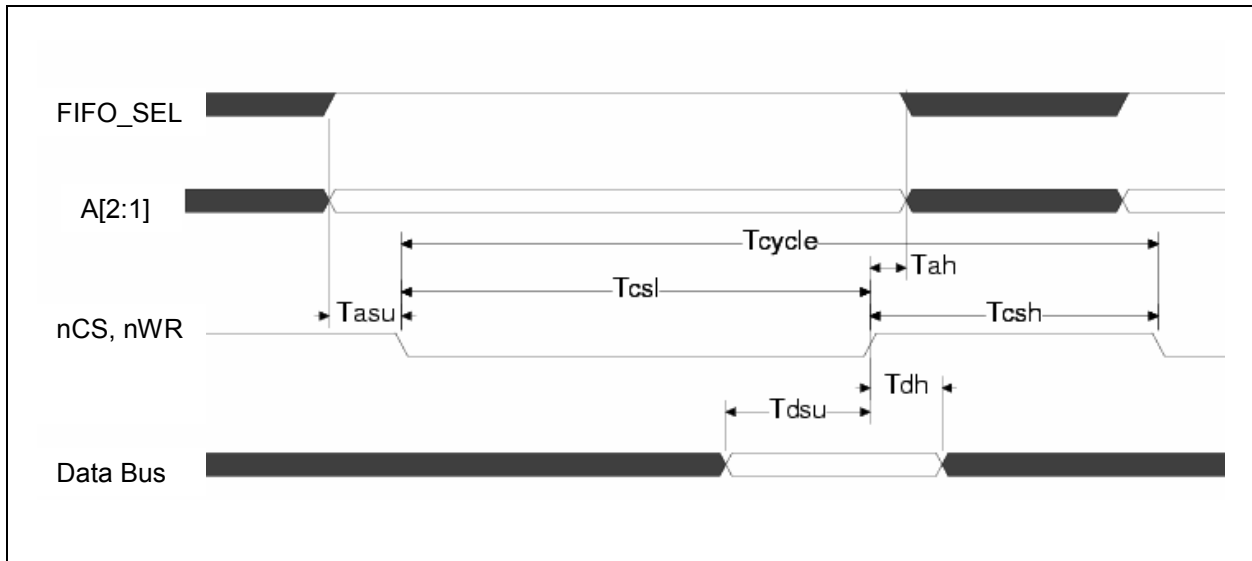 FIFO_SEL
A[2:1]
Tcycle
Tah
Tcsl
Tasu
Tcsh
nCS, nWR
Tdh
Tdsu
Data Bus